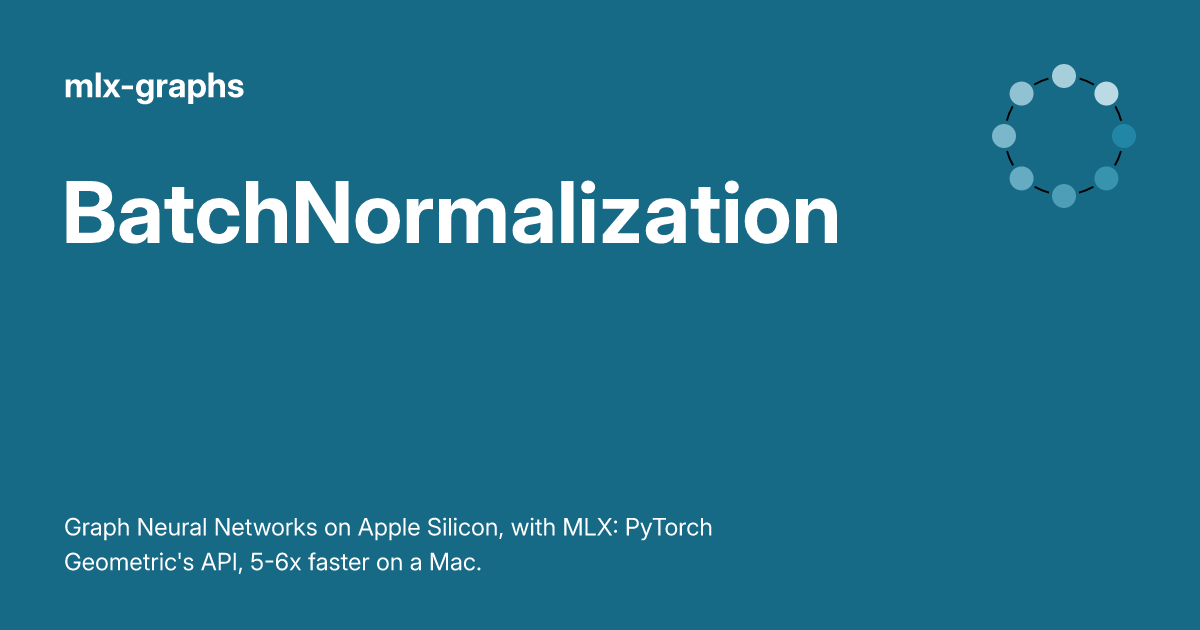 mlx-graphs
BatchNormalization
Graph Neural Networks on Apple Silicon, with MLX: PyTorch
Geometric's API, 5-6x faster on a Mac.